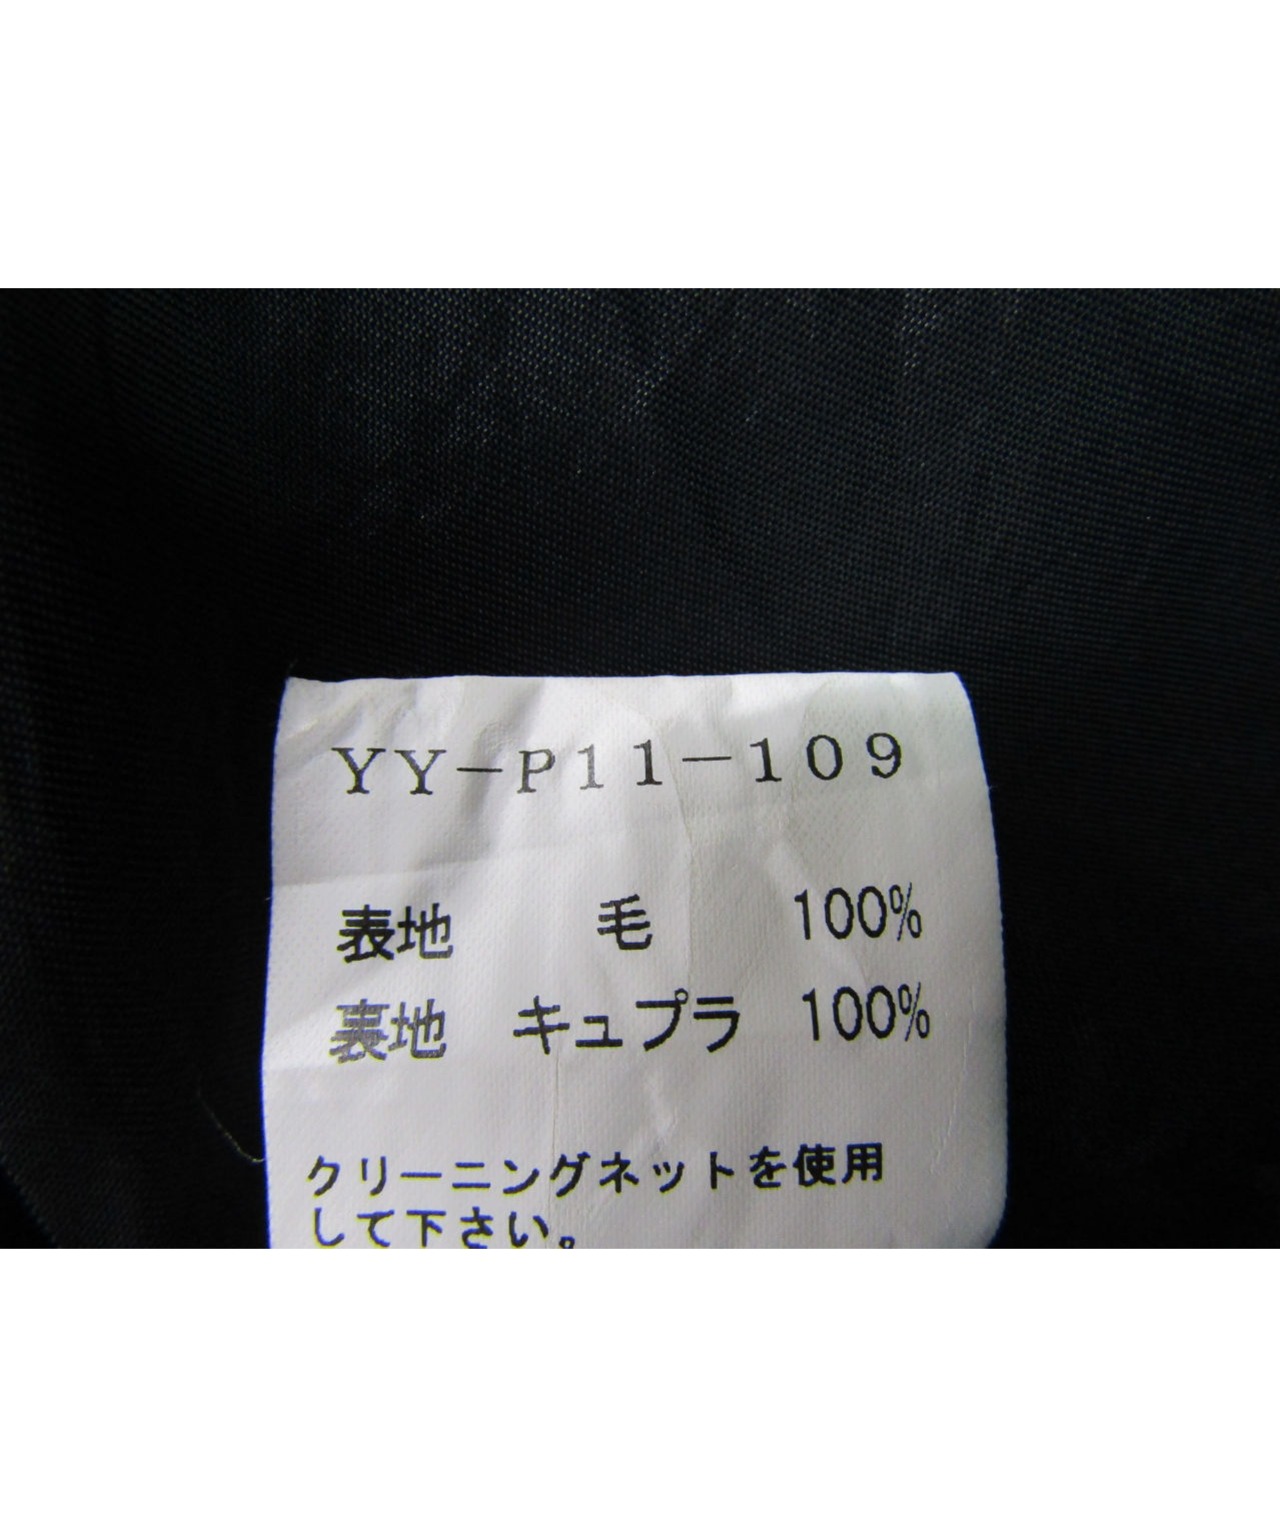 YY-P11-109
表地 毛 100%
裏地 キュプラ 100%
クリーニングネットを使用
して下さい。